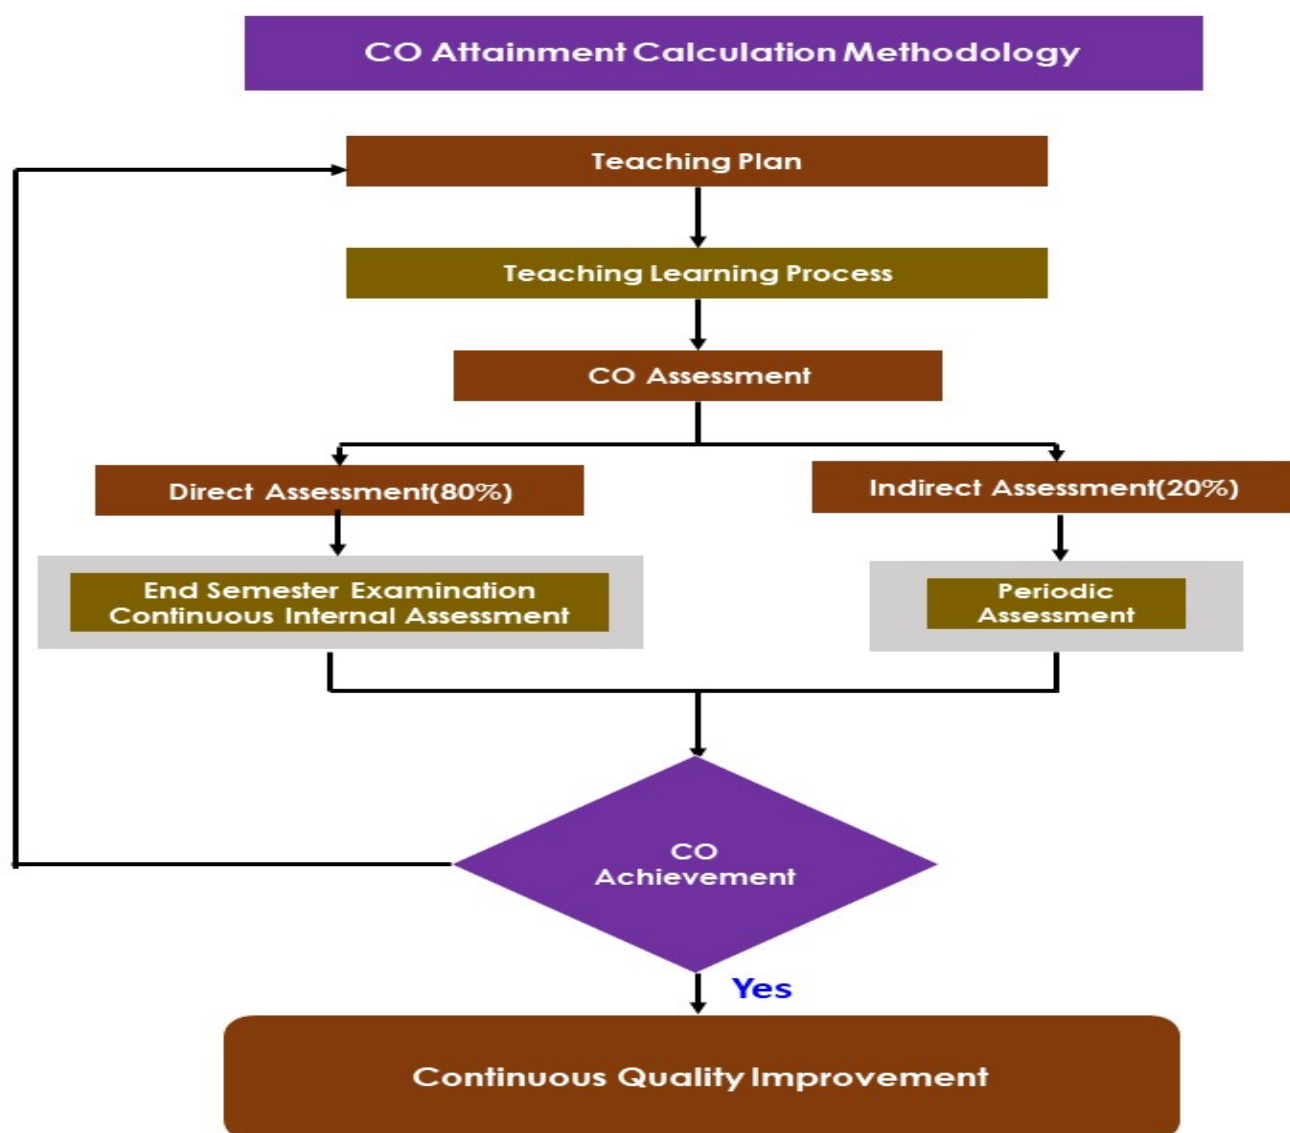 CO Attainment Calculation Methodology
Teaching Plan
Teaching Learning Process
CO Assessment
Direct Assessment(80%)
Indirect Assessment(20%)
End Semester Examination
Continuous Internal Assessment
Periodic
Assessment
CO
Achievement
Yes
Continuous Quality Improvement